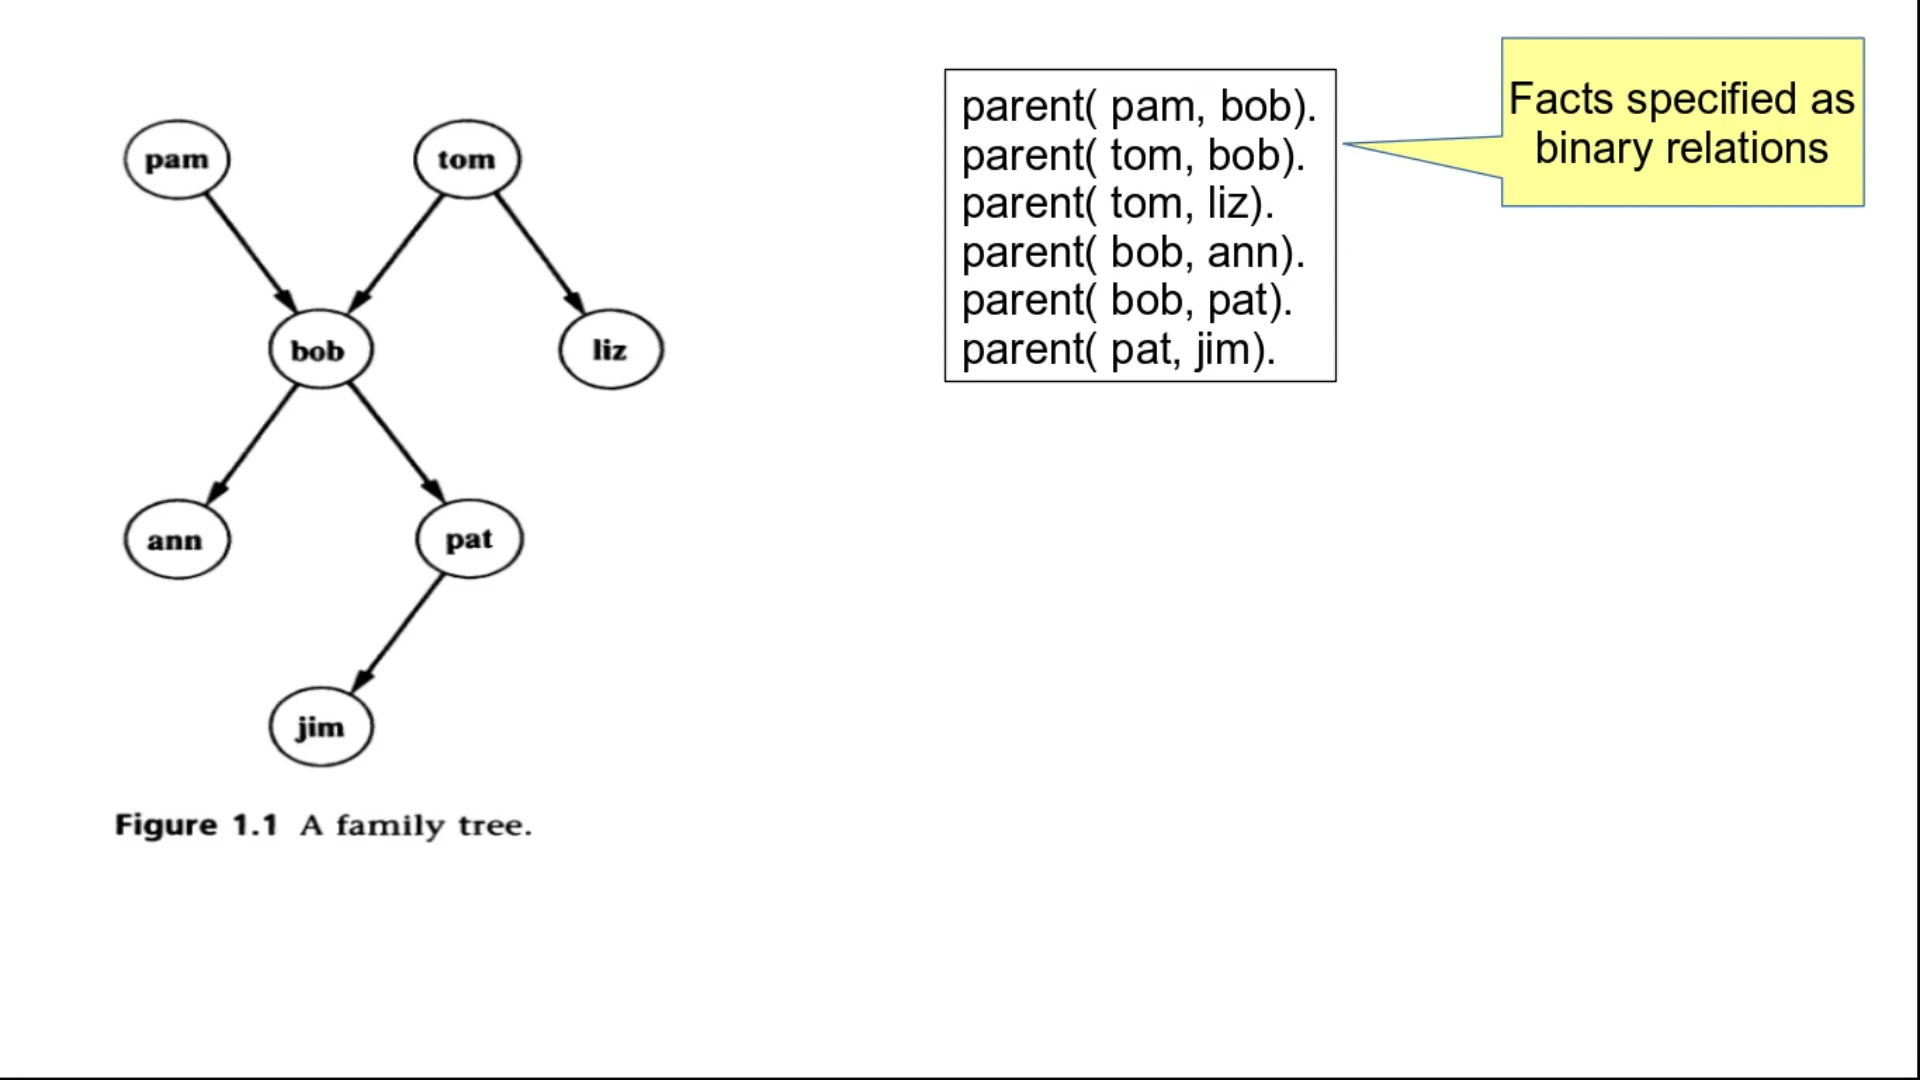 pam
tom
bob
liz
ann
pat
jim
Figure 1.1 A family tree.
parent( pam, bob).
parent( tom, bob).
parent( tom, liz).
parent( bob, ann).
parent( bob, pat).
parent( pat, jim).
Facts specified as
binary relations